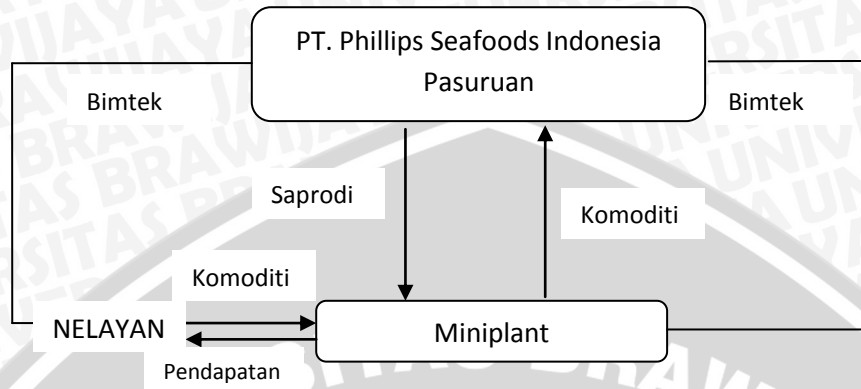 PT. Phillips Seafoods Indonesia
Pasuruan
Bimtek
Bimtek
Saprodi
Komoditi
Komoditi
NELAYAN
Miniplant
Pendapatan